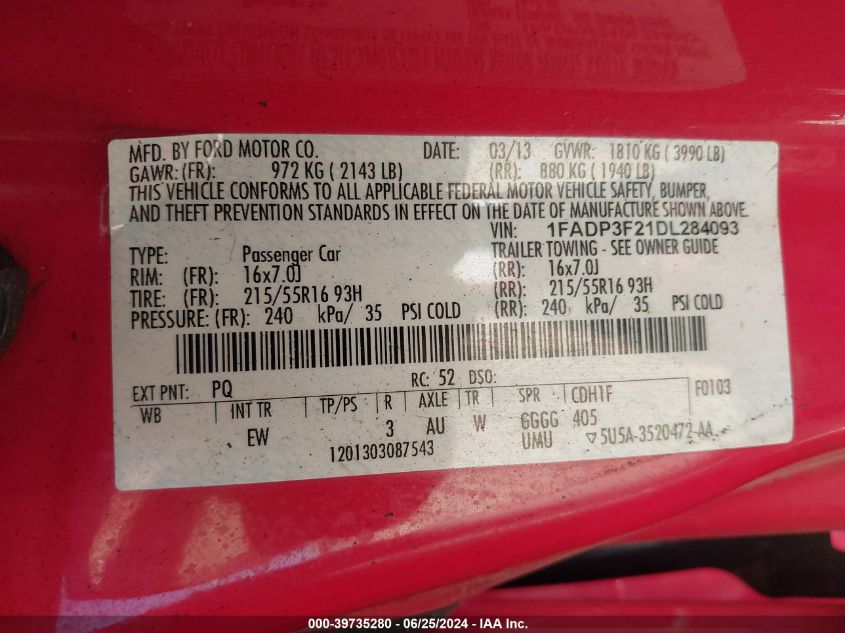 MFD. BY FORD MOTOR CO. DATE: 03/13 GVWR: 1810 KG ( 3990 LB)
GAWR: (FR): 972 KG ( 2143 LB) (RR): 880 KG ( 1940 LB)
THIS VEHICLE CONFORMS TO ALL APPLICABLE FEDERAL MOTOR VEHICLE SAFETY, BUMPER,
AND THEFT PREVENTION STANDARDS IN EFFECT ON THE DATE OF MANUFACTURE SHOWN ABOVE.
VIN: 1FADP3F21DL284093
TYPE: Passenger Car TRAILER TOWING - SEE OWNER GUIDE
RIM: (FR): 16x7.0J (RR): 16x7.0J
TIRE: (FR): 215/55R16 93H (RR): 215/55R16 93H
PRESSURE: (FR): 240 kPa/ 35 PSI COLD (RR): 240 kPa/ 35 PSI COLD
EXT PNT: PQ RC: 52 DSO: F0103
WB INT TR TP/PS R AXLE TR SPR CDH1F
EW 3 AU W GGGG 405
1201303087543 UMU ▽5U5A-3520472-AA
000-39735280 - 06/25/2024 - IAA Inc.